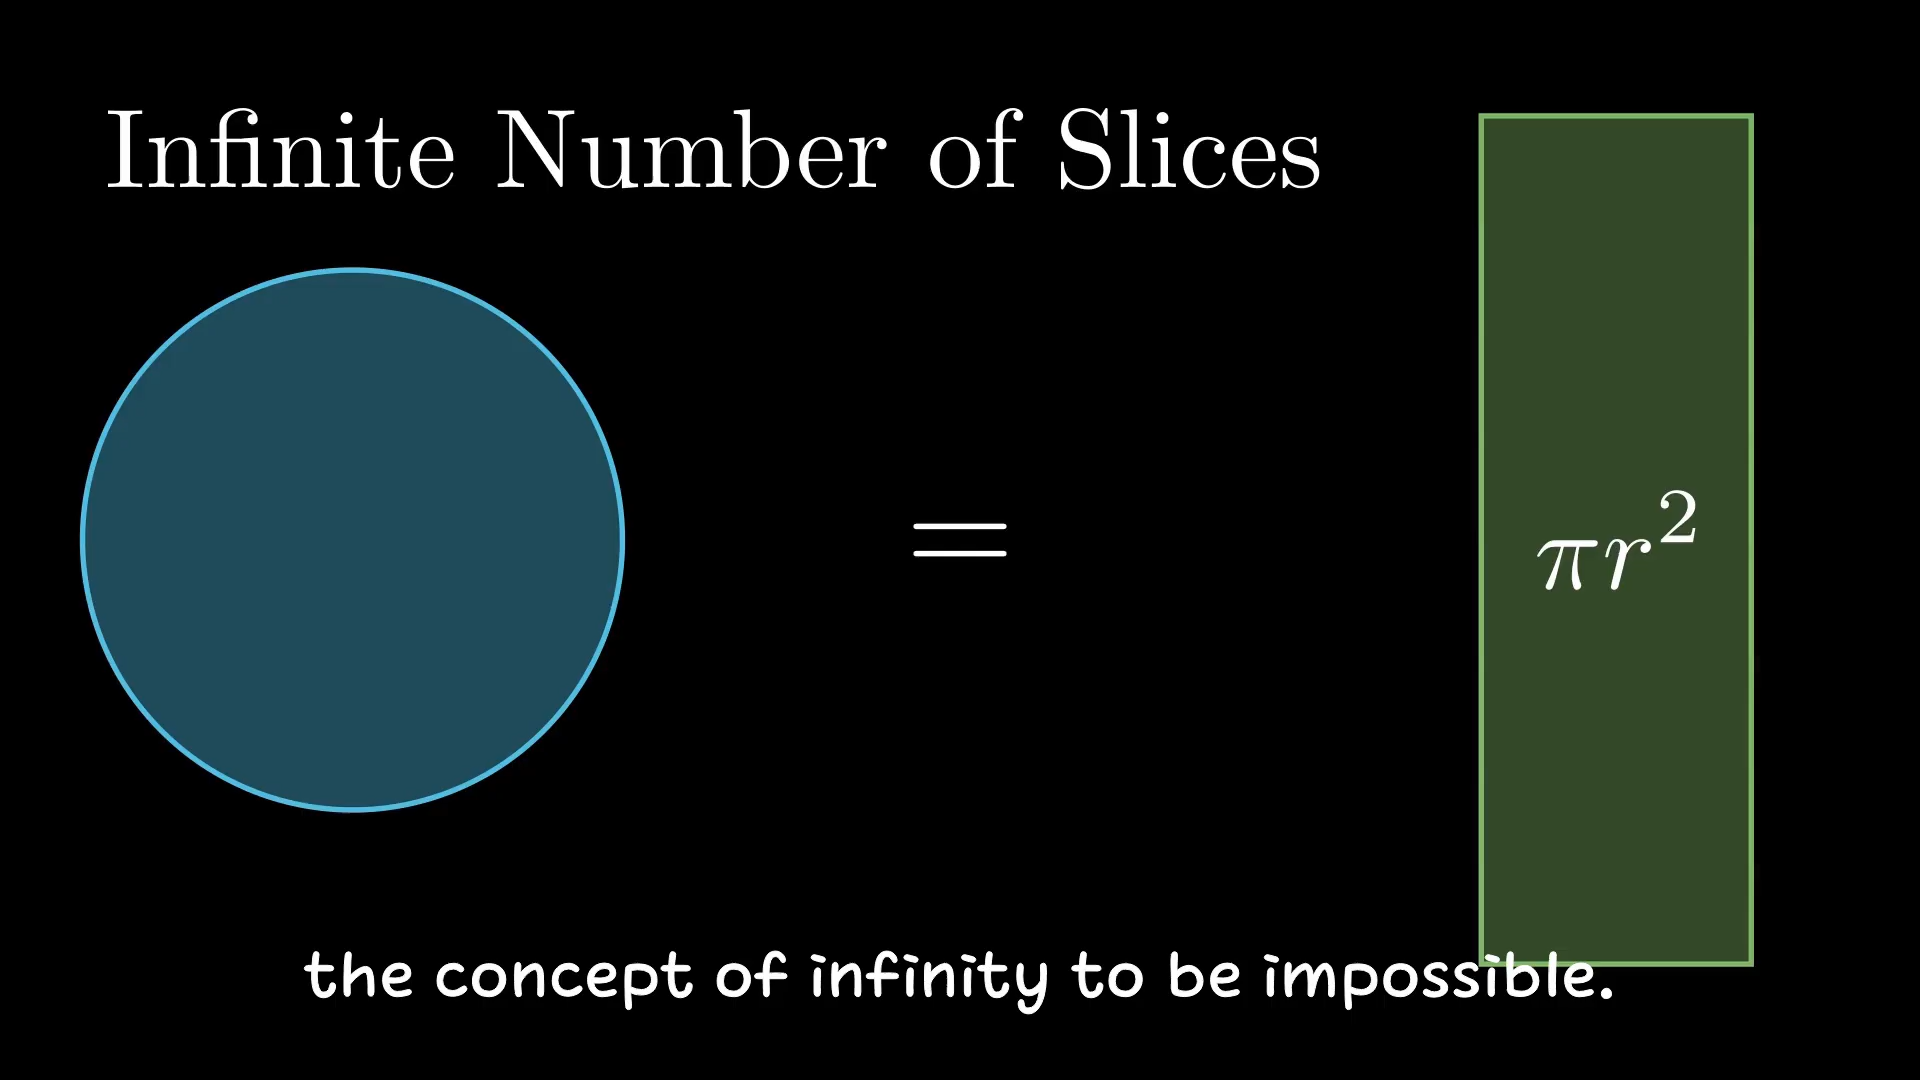 Infinite Number of Slices
=
πr²
the concept of infinity to be impossible.